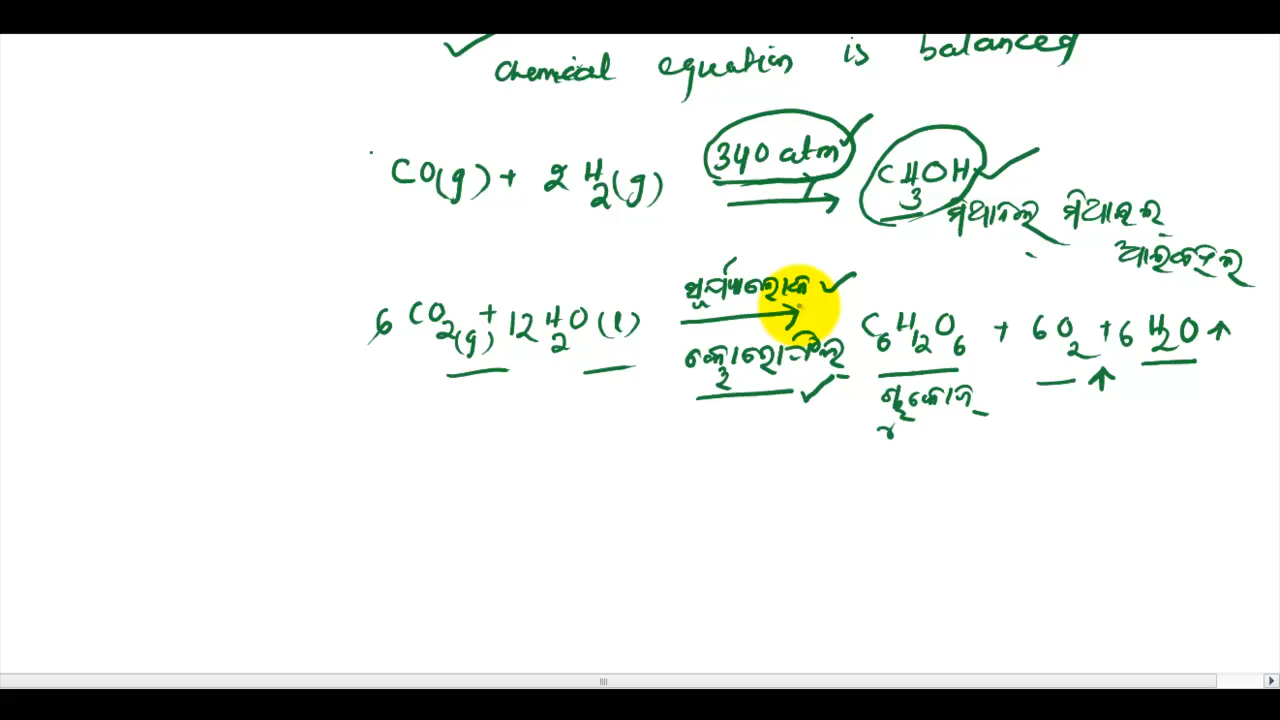 chemical equation is balanced
CO(g) + 2H₂(g) 340 atm → CH₃OH
ମିଥାନଲ ମିଥାଇଲ
ଆଲକହଲ
ସୂର୍ଯ୍ୟାଲୋକ
6CO₂(g) + 12H₂O(l) → C₆H₁₂O₆ + 6O₂↑ + 6H₂O↑
କ୍ଲୋରୋଫିଲ୍
ଗ୍ଲୁକୋଜ୍